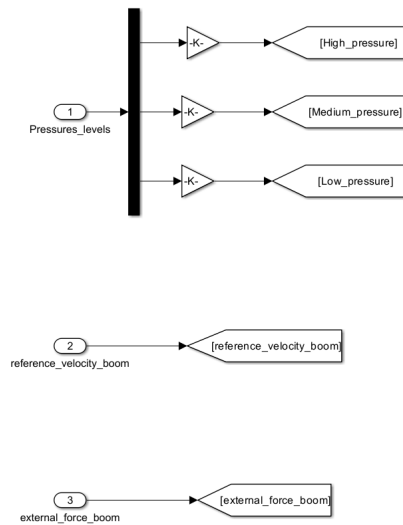 -K-
[High_pressure]
1
-K-
[Medium_pressure]
Pressures_levels
-K-
[Low_pressure]
2
[reference_velocity_boom]
reference_velocity_boom
3
[external_force_boom]
external_force_boom